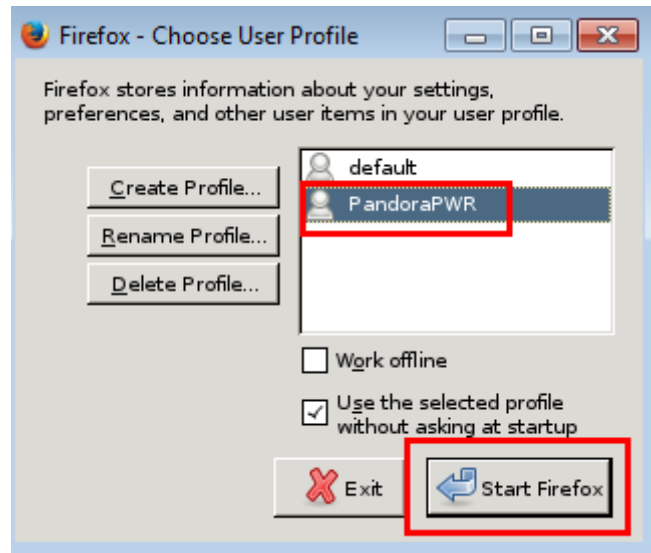 Firefox - Choose User Profile
Firefox stores information about your settings,
preferences, and other user items in your user profile.
Create Profile...
Rename Profile...
Delete Profile...
default
PandoraPWR
Work offline
Use the selected profile
without asking at startup
Exit
Start Firefox